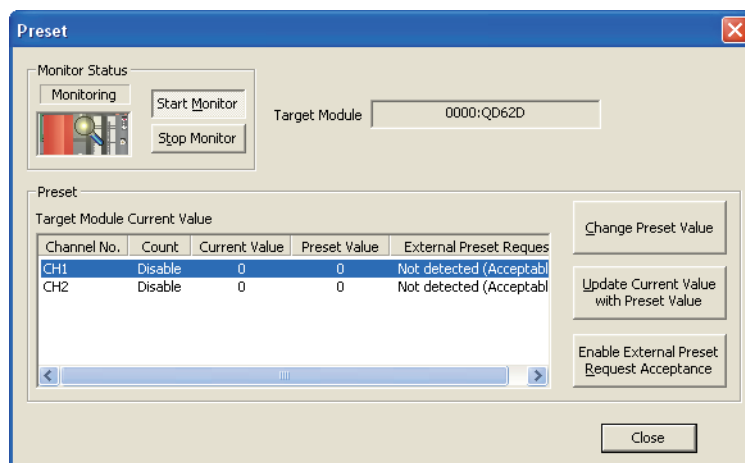 Preset
Monitor Status
Monitoring
Start Monitor
Stop Monitor
Target Module
0000:QD62D
Preset
Target Module Current Value
Channel No. Count Current Value Preset Value External Preset Reques
CH1 Disable 0 0 Not detected (Acceptabl
CH2 Disable 0 0 Not detected (Acceptabl
Change Preset Value
Update Current Value
with Preset Value
Enable External Preset
Request Acceptance
Close